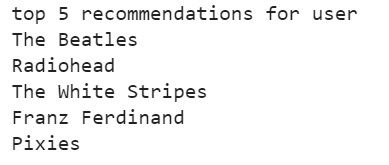 top 5 recommendations for user
The Beatles
Radiohead
The White Stripes
Franz Ferdinand
Pixies